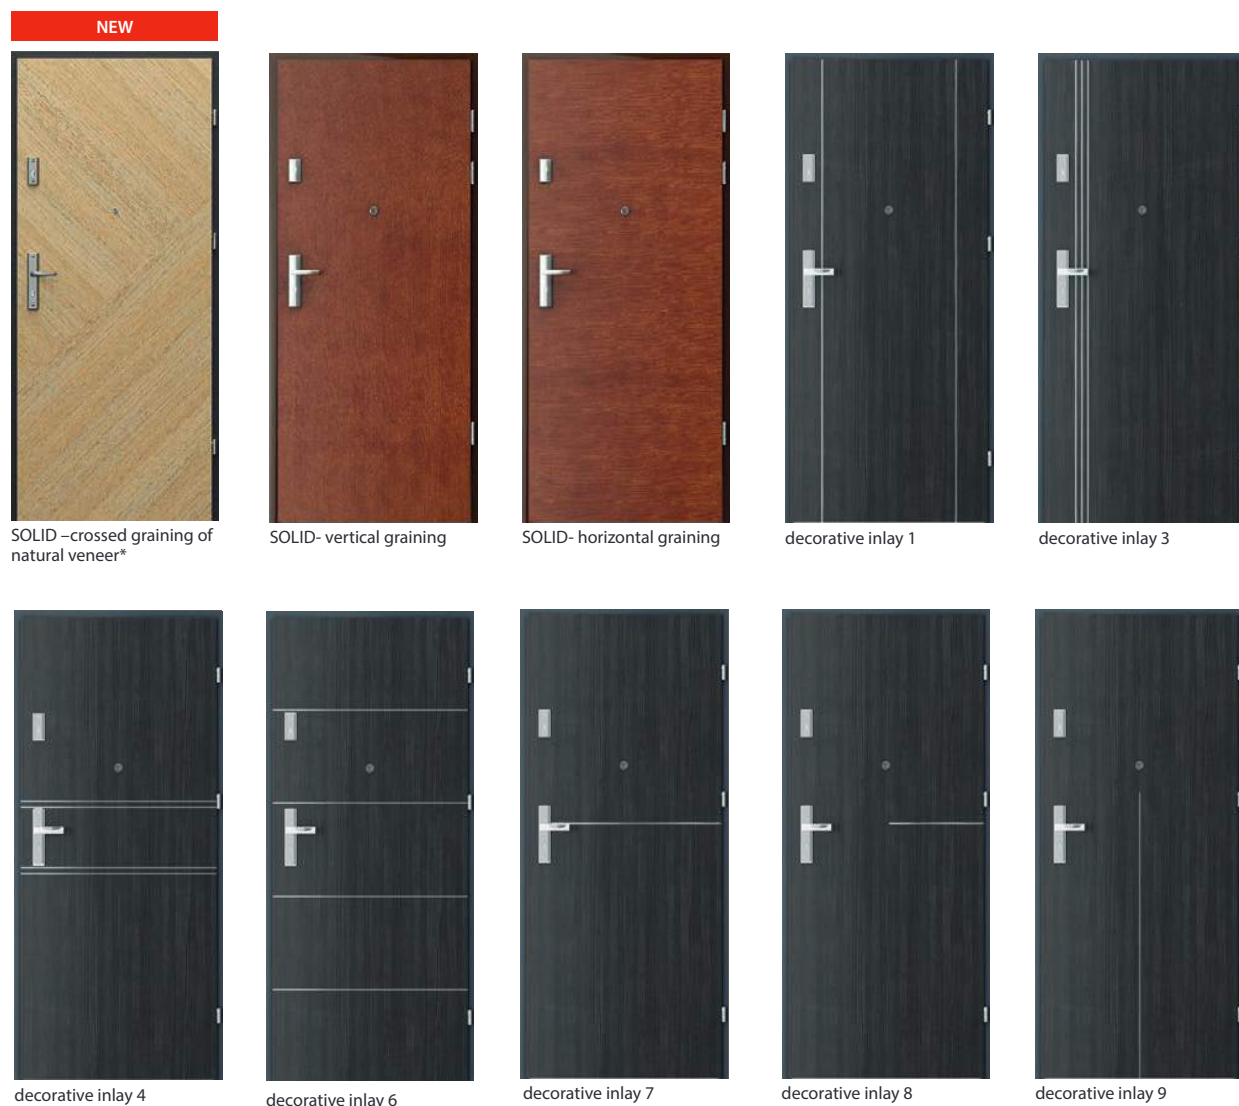 NEW
SOLID –crossed graining of
natural veneer*
SOLID- vertical graining
SOLID- horizontal graining
decorative inlay 1
decorative inlay 3
decorative inlay 4
decorative inlay 6
decorative inlay 7
decorative inlay 8
decorative inlay 9